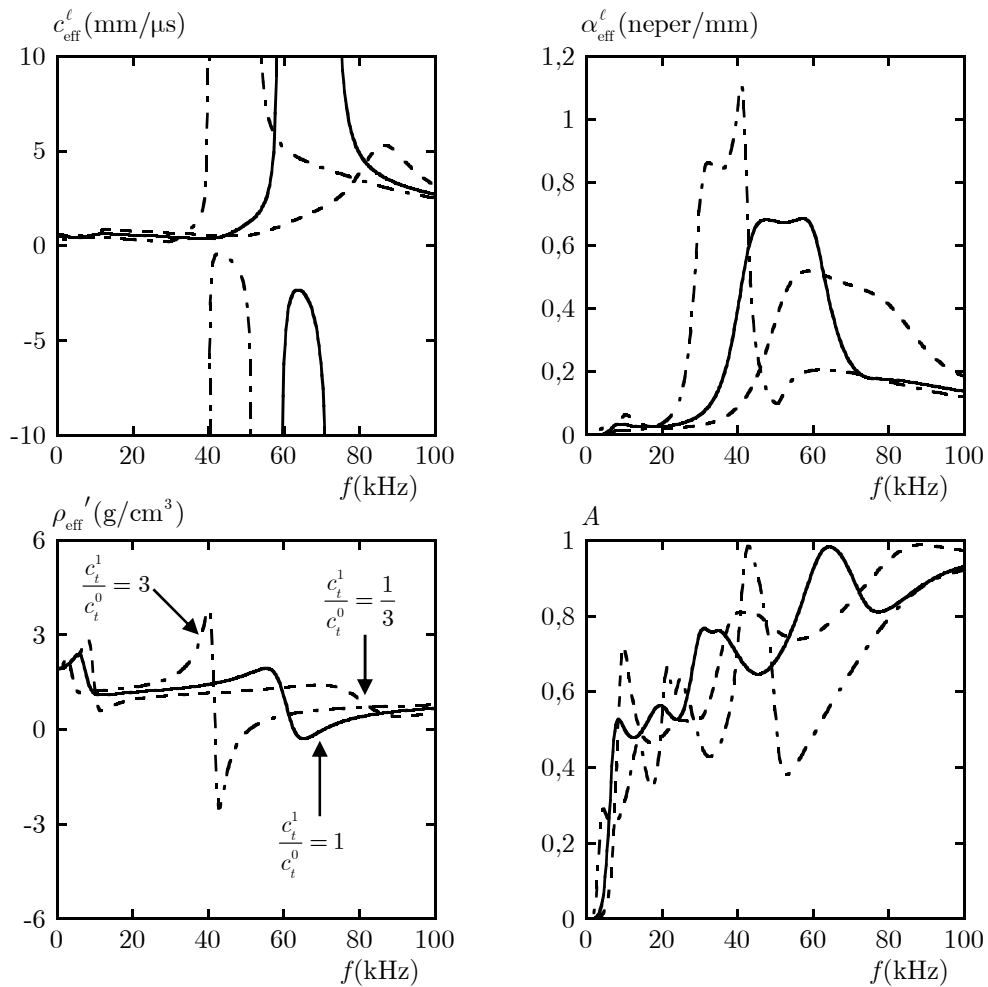 c^ℓ_eff (mm/μs)
10
5
0
-5
-10
0 20 40 60 80 100
f(kHz)
α^ℓ_eff (neper/mm)
1,2
1
0,8
0,6
0,4
0,2
0
0 20 40 60 80 100
f(kHz)
ρ_eff′(g/cm³)
6
3
0
-3
-6
c_t^1/c_t^0 = 3
c_t^1/c_t^0 = 1/3
c_t^1/c_t^0 = 1
0 20 40 60 80 100
f(kHz)
A
1
0,8
0,6
0,4
0,2
0
0 20 40 60 80 100
f(kHz)